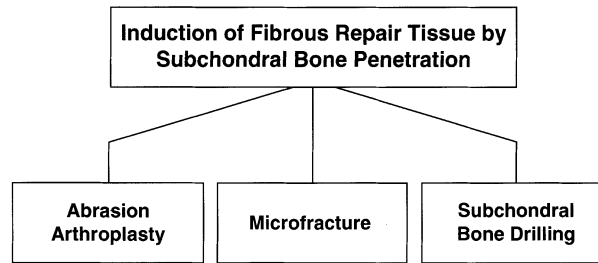 Induction of Fibrous Repair Tissue by
Subchondral Bone Penetration
Abrasion
Arthroplasty
Microfracture
Subchondral
Bone Drilling